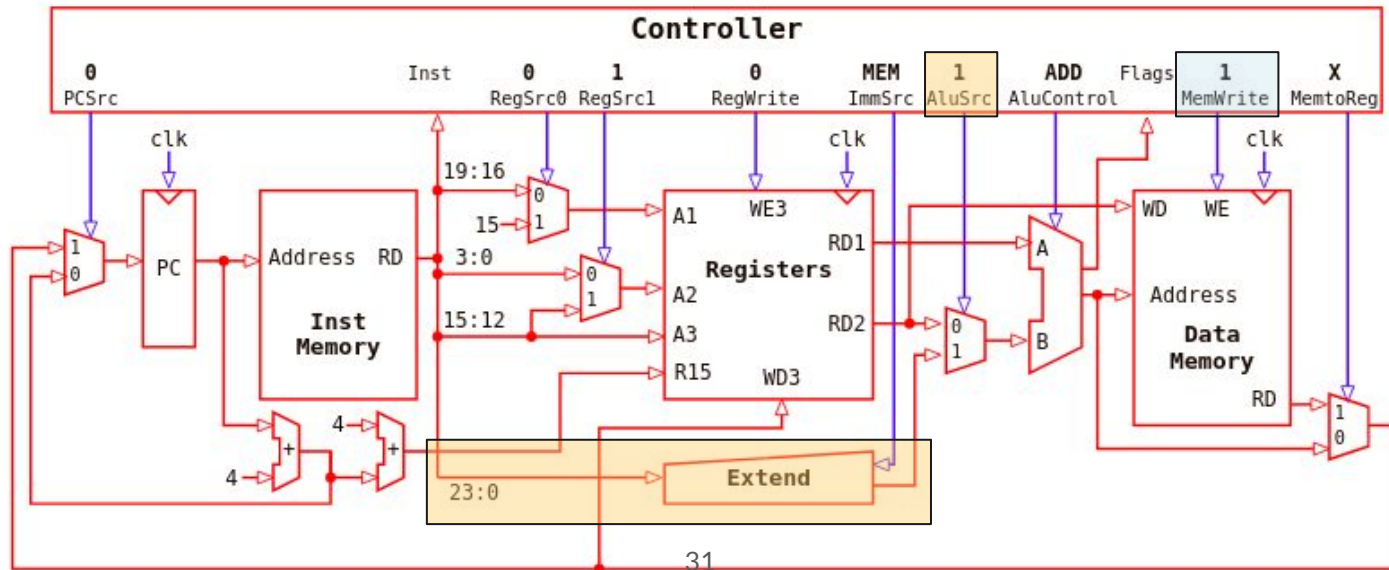 Controller
0 Inst 0 1 0 MEM 1 ADD Flags 1 X
PCSrc RegSrc0 RegSrc1 RegWrite ImmSrc AluSrc AluControl MemWrite MemtoReg
clk clk clk
19:16
0
1
15
A1 WE3
WD WE
1
0
PC
Address RD
3:0
0
1
A2
Registers
RD1
A
Address
Inst
Memory
15:12
A3
RD2
0
1
B
Data
Memory
R15 WD3
RD
1
0
4
+
4
+
4
23:0
Extend
31